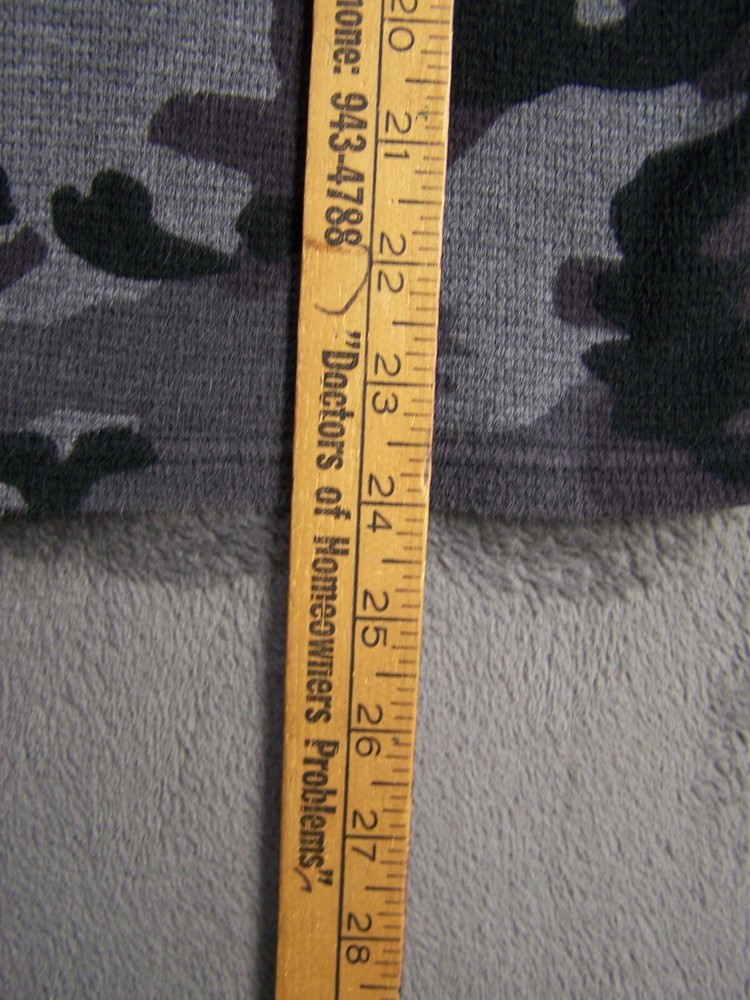 hone: 943-4788
"Doctors of Homeowners Problems"
20 21 22 23 24 25 26 27 28